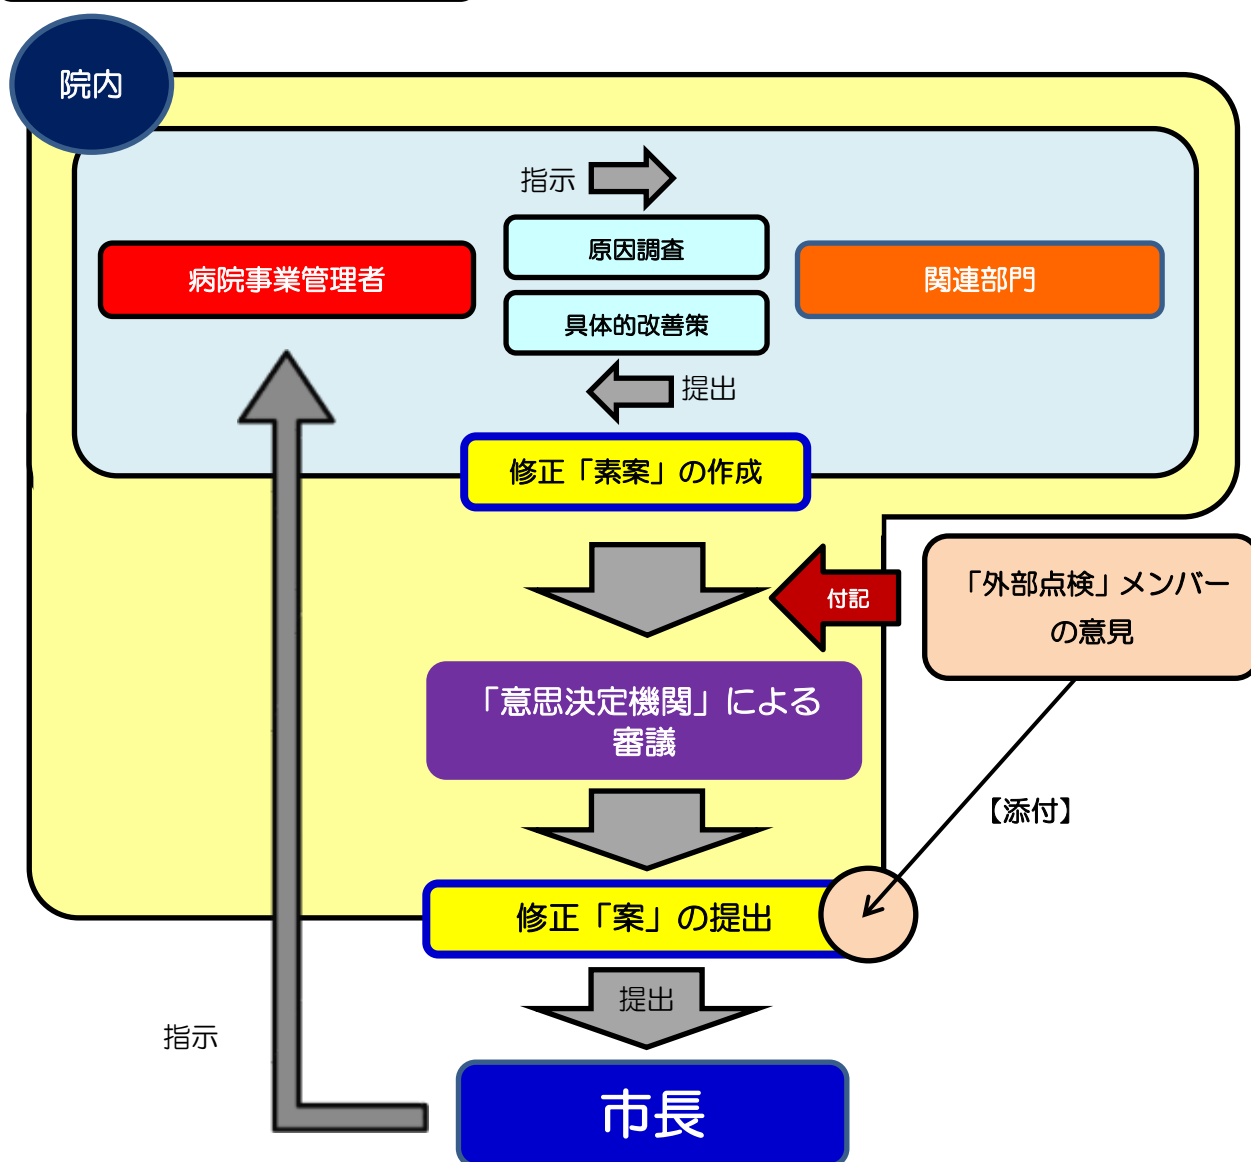 院内
指示
原因調査
病院事業管理者
関連部門
具体的改善策
提出
修正「素案」の作成
「外部点検」メンバー
の意見
付記
「意思決定機関」による
審議
【添付】
修正「案」の提出
提出
指示
市長